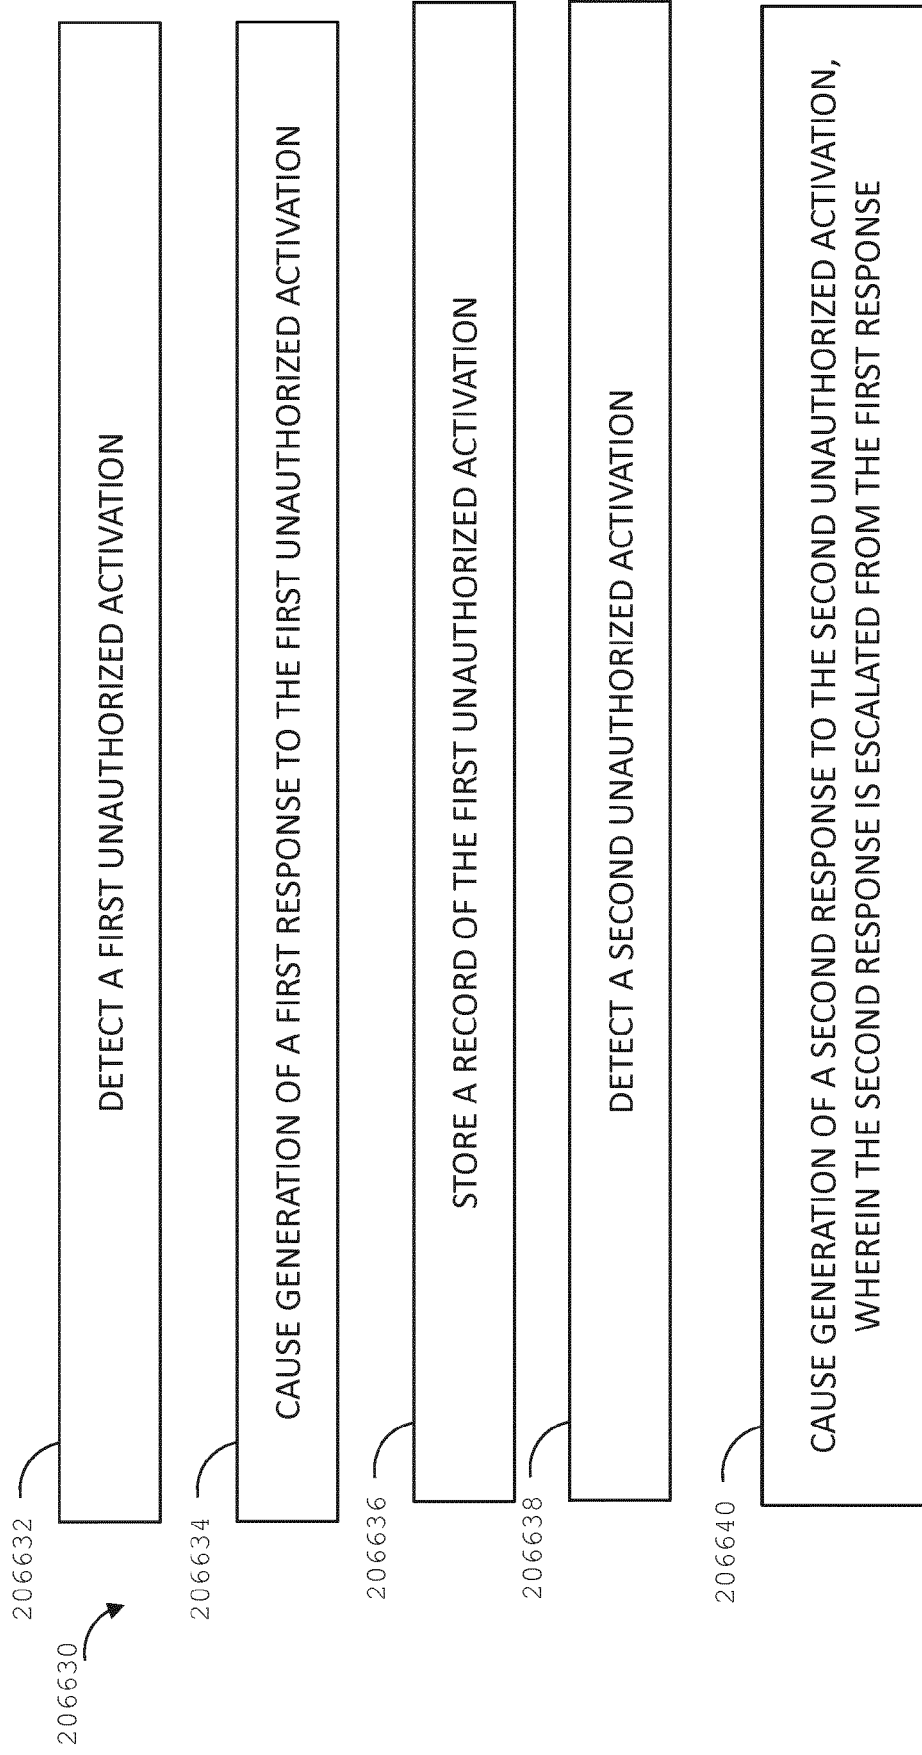 206630
206632
DETECT A FIRST UNAUTHORIZED ACTIVATION
206634
CAUSE GENERATION OF A FIRST RESPONSE TO THE FIRST UNAUTHORIZED ACTIVATION
206636
STORE A RECORD OF THE FIRST UNAUTHORIZED ACTIVATION
206638
DETECT A SECOND UNAUTHORIZED ACTIVATION
206640
CAUSE GENERATION OF A SECOND RESPONSE TO THE SECOND UNAUTHORIZED ACTIVATION,
WHEREIN THE SECOND RESPONSE IS ESCALATED FROM THE FIRST RESPONSE